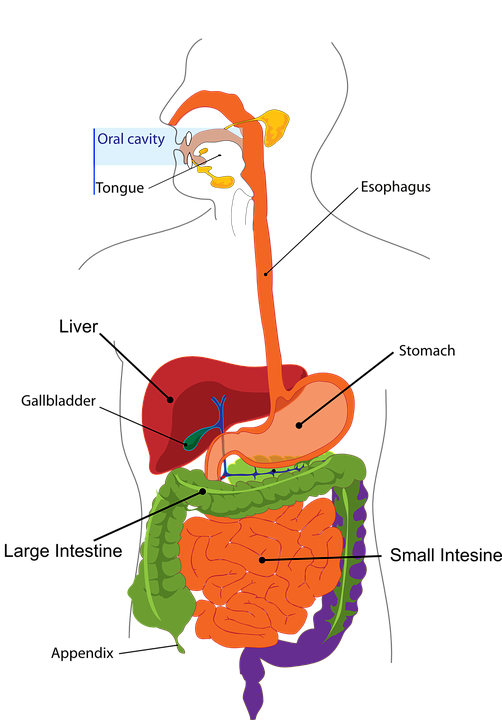 Oral cavity
Tongue
Esophagus
Liver
Stomach
Gallbladder
Large Intestine
Small Intesine
Appendix